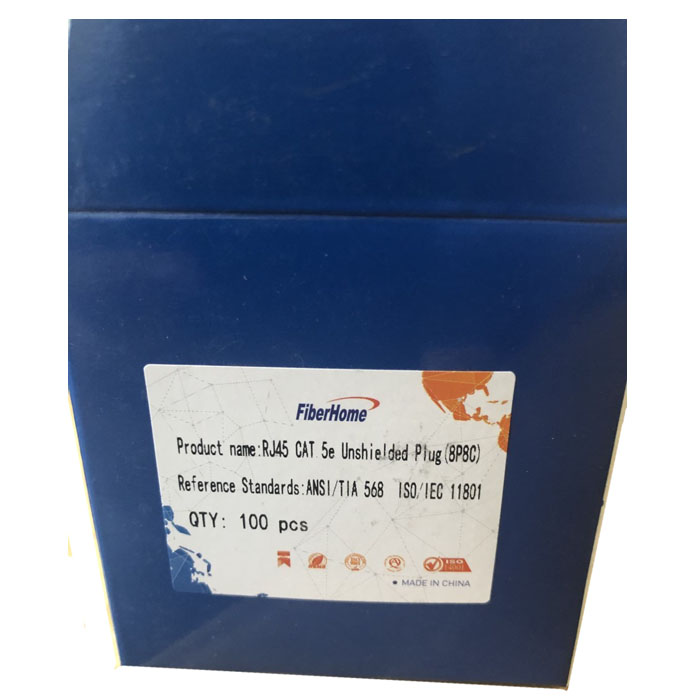 FiberHome
Product name:RJ45 CAT 5e Unshielded Plug(8P8C)
Reference Standards:ANSI/TIA 568 ISO/IEC 11801
QTY: 100 pcs
ISO
• MADE IN CHINA